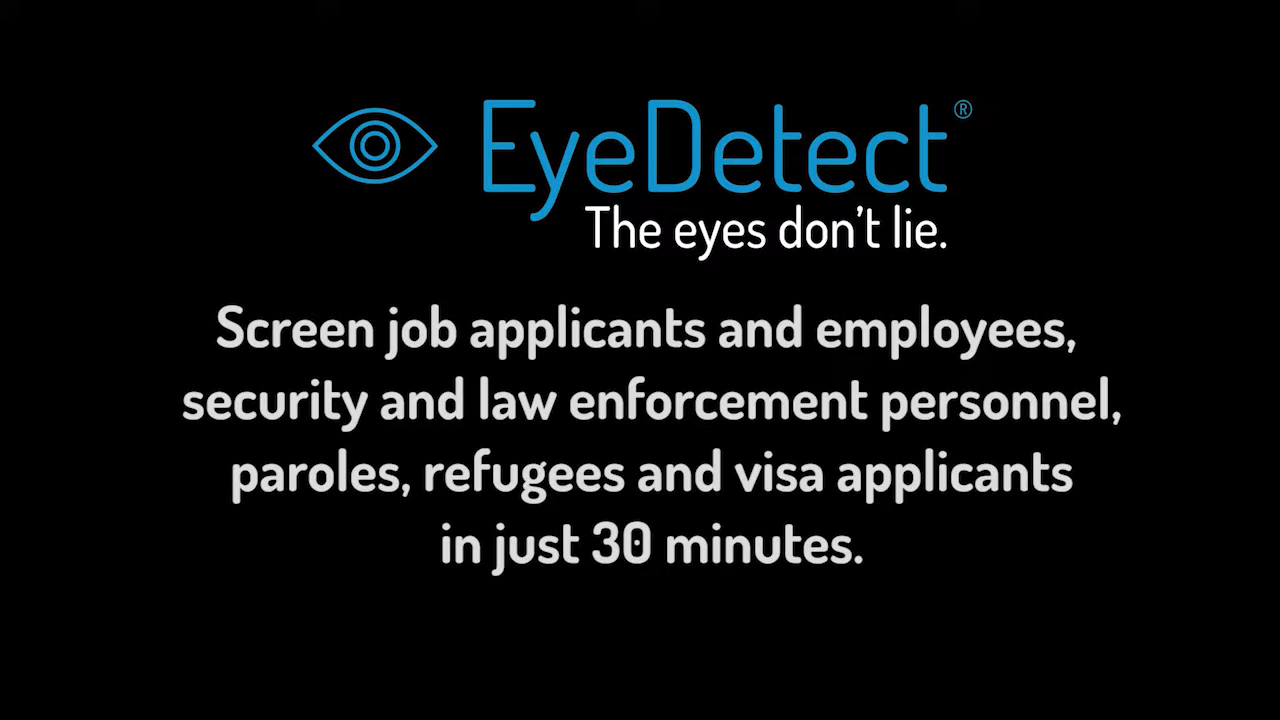 EyeDetect®
The eyes don't lie.
Screen job applicants and employees,
security and law enforcement personnel,
paroles, refugees and visa applicants
in just 30 minutes.